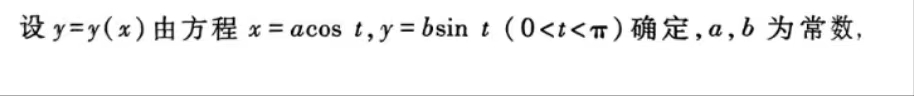 设 y=y(x) 由方程 x=acos t,y=bsin t (0<t<π)确定,a,b 为常数,